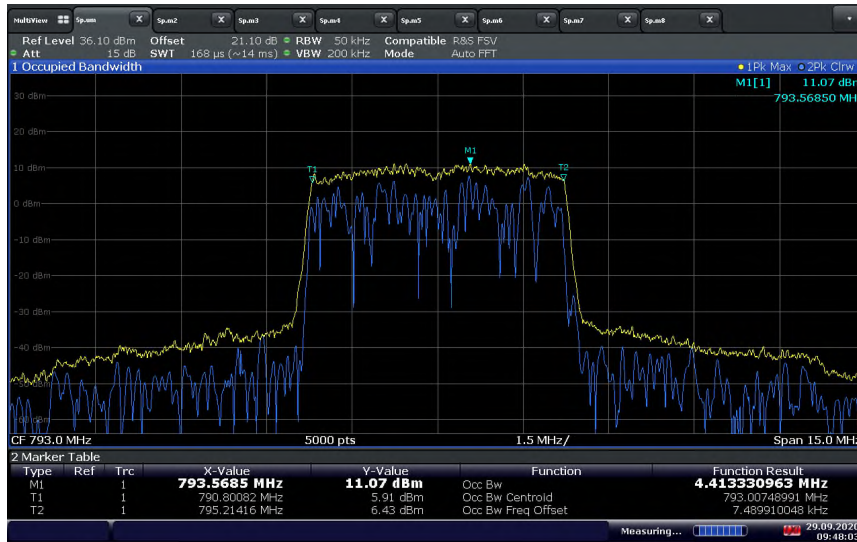 MultiView Sp.um X Sp.m2 X Sp.m3 X Sp.m4 X Sp.m5 X Sp.m6 X Sp.m7 X Sp.m8 X
Ref Level 36.10 dBm Offset 21.10 dB RBW 50 kHz Compatible R&S FSV
Att 15 dB SWT 168 µs (~14 ms) VBW 200 kHz Mode Auto FFT
1 Occupied Bandwidth 1Pk Max 2Pk Clrw
M1[1] 11.07 dBr
793.56850 MH
30 dBm
20 dBm
M1
10 dBm
T1 T2
0 dBm
-10 dBm
-20 dBm
-30 dBm
-40 dBm
-50 dBm
CF 793.0 MHz 5000 pts 1.5 MHz/ Span 15.0 MHz
2 Marker Table
Type Ref Trc X-Value Y-Value Function Function Result
M1 1 793.5685 MHz 11.07 dBm Occ Bw 4.413330963 MHz
T1 1 790.80082 MHz 5.91 dBm Occ Bw Centroid 793.00748991 MHz
T2 1 795.21416 MHz 6.43 dBm Occ Bw Freq Offset 7.489910048 kHz
Measuring... 29.09.2020
09:48:03